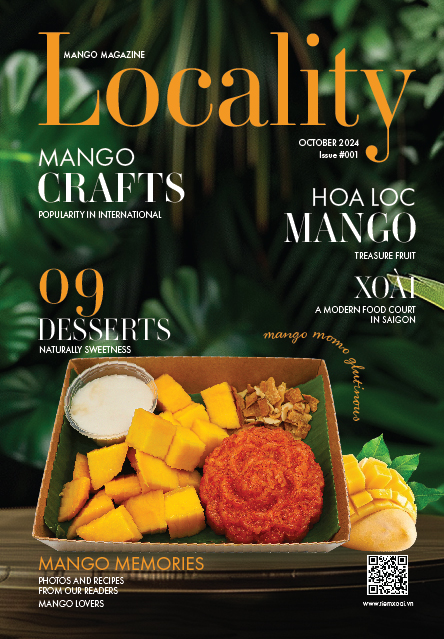 MANGO MAGAZINE
Locality
OCTOBER 2024
Issue #001
MANGO
CRAFTS
POPULARITY IN INTERNATIONAL
HOA LOC
MANGO
TREASURE FRUIT
XOÀI
A MODERN FOOD COURT
IN SAIGON
09
DESSERTS
NATURALLY SWEETNESS
mango momo glutinous
MANGO MEMORIES
PHOTOS AND RECIPES
FROM OUR READERS
MANGO LOVERS
www.tiemxoai.vn